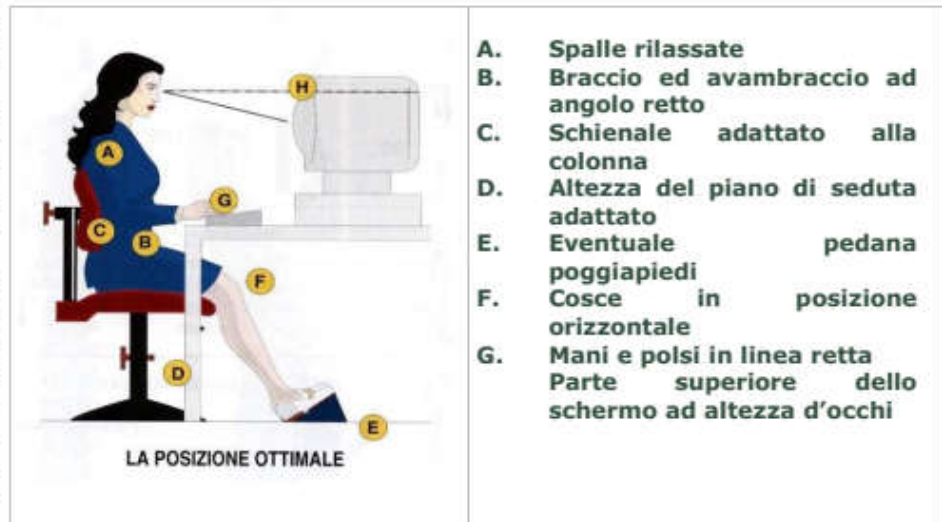 H
A
G
C
B
F
D
E
LA POSIZIONE OTTIMALE
A. Spalle rilassate
B. Braccio ed avambraccio ad
angolo retto
C. Schienale adattato alla
colonna
D. Altezza del piano di seduta
adattato
E. Eventuale pedana
poggiapiedi
F. Cosce in posizione
orizzontale
G. Mani e polsi in linea retta
Parte superiore dello
schermo ad altezza d'occhi